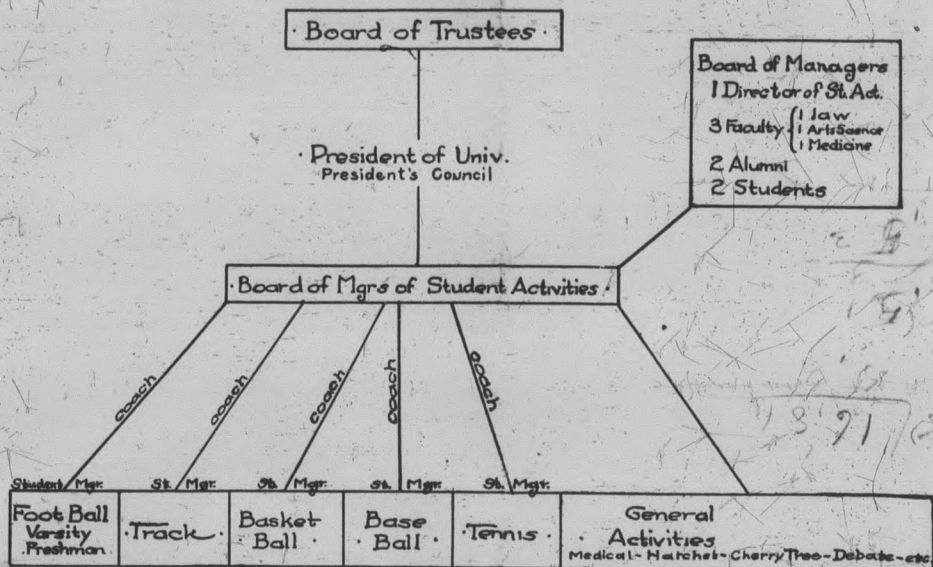 · Board of Trustees ·
Board of Managers
1 Director of St. Act.
3 Faculty { 1 Law
1 Arts Science
1 Medicine
2 Alumni
2 Students
· President of Univ.
President's Council
· Board of Mgrs of Student Activities ·
coach
coach
coach
coach
coach
Student Mgr.
St. Mgr.
St. Mgr.
St. Mgr.
St. Mgr.
Foot Ball
Varsity
Freshman
· Track ·
Basket
Ball ·
Base
· Ball ·
· Tennis ·
General
· Activities
Medical - Hatchet - Cherry Tree - Debate - etc.